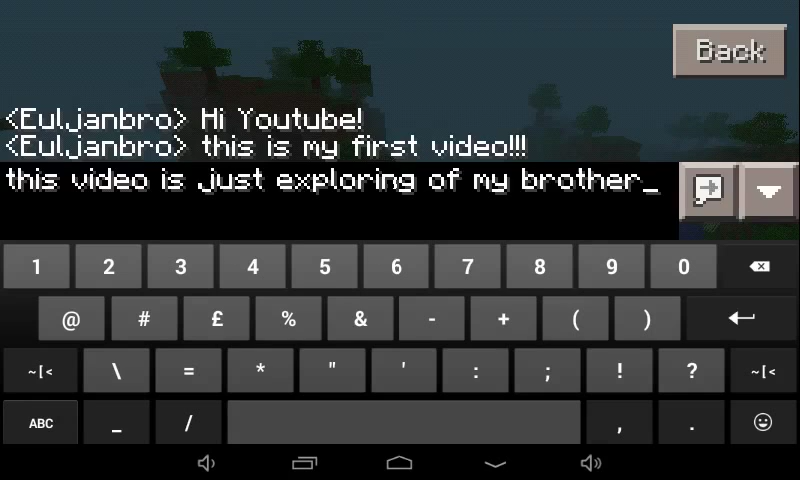 Back
<Euljanbro> Hi Youtube!
<Euljanbro> this is my first video!!!
this video is just exploring of my brother_
1 2 3 4 5 6 7 8 9 0
@ # £ % & - + ( )
~[< \ = * " ' : ; ! ? ~[<
ABC _ / , .